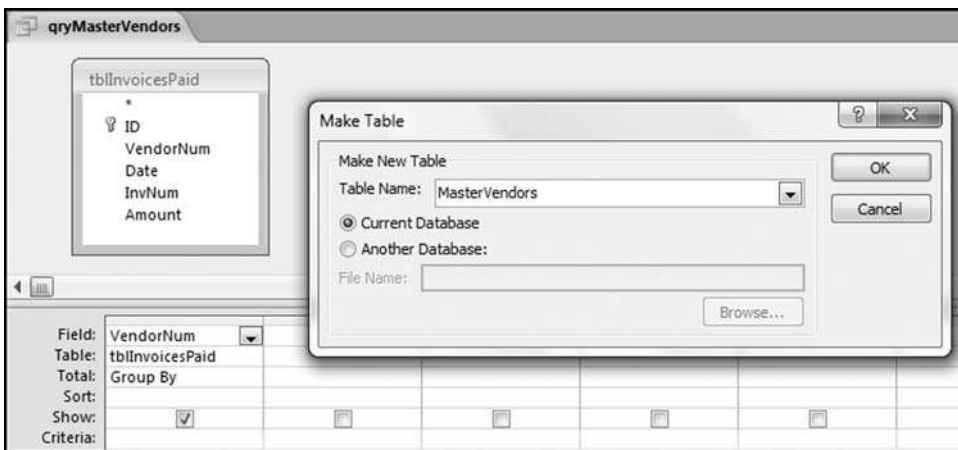 qryMasterVendors
tblInvoicesPaid
*
ID
VendorNum
Date
InvNum
Amount
Make Table
Make New Table
Table Name: MasterVendors
Current Database
Another Database:
File Name:
Browse...
OK
Cancel
Field: VendorNum
Table: tblInvoicesPaid
Total: Group By
Sort:
Show:
Criteria: